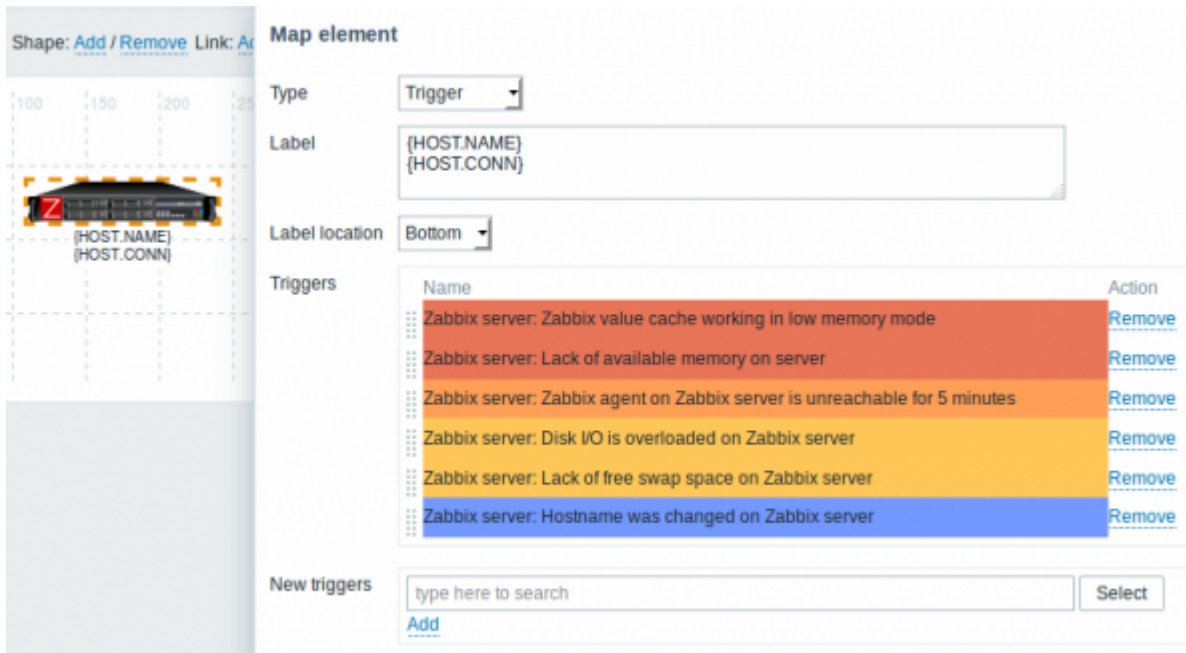 Shape: Add / Remove Link:
Map element
100 150 200
Type
Trigger
Label
{HOST.NAME}
{HOST.CONN}
Z
{HOST.NAME}
{HOST.CONN}
Label location
Bottom
Triggers
Name
Action
Zabbix server: Zabbix value cache working in low memory mode
Remove
Zabbix server: Lack of available memory on server
Remove
Zabbix server: Zabbix agent on Zabbix server is unreachable for 5 minutes
Remove
Zabbix server: Disk I/O is overloaded on Zabbix server
Remove
Zabbix server: Lack of free swap space on Zabbix server
Remove
Zabbix server: Hostname was changed on Zabbix server
Remove
New triggers
type here to search
Select
Add